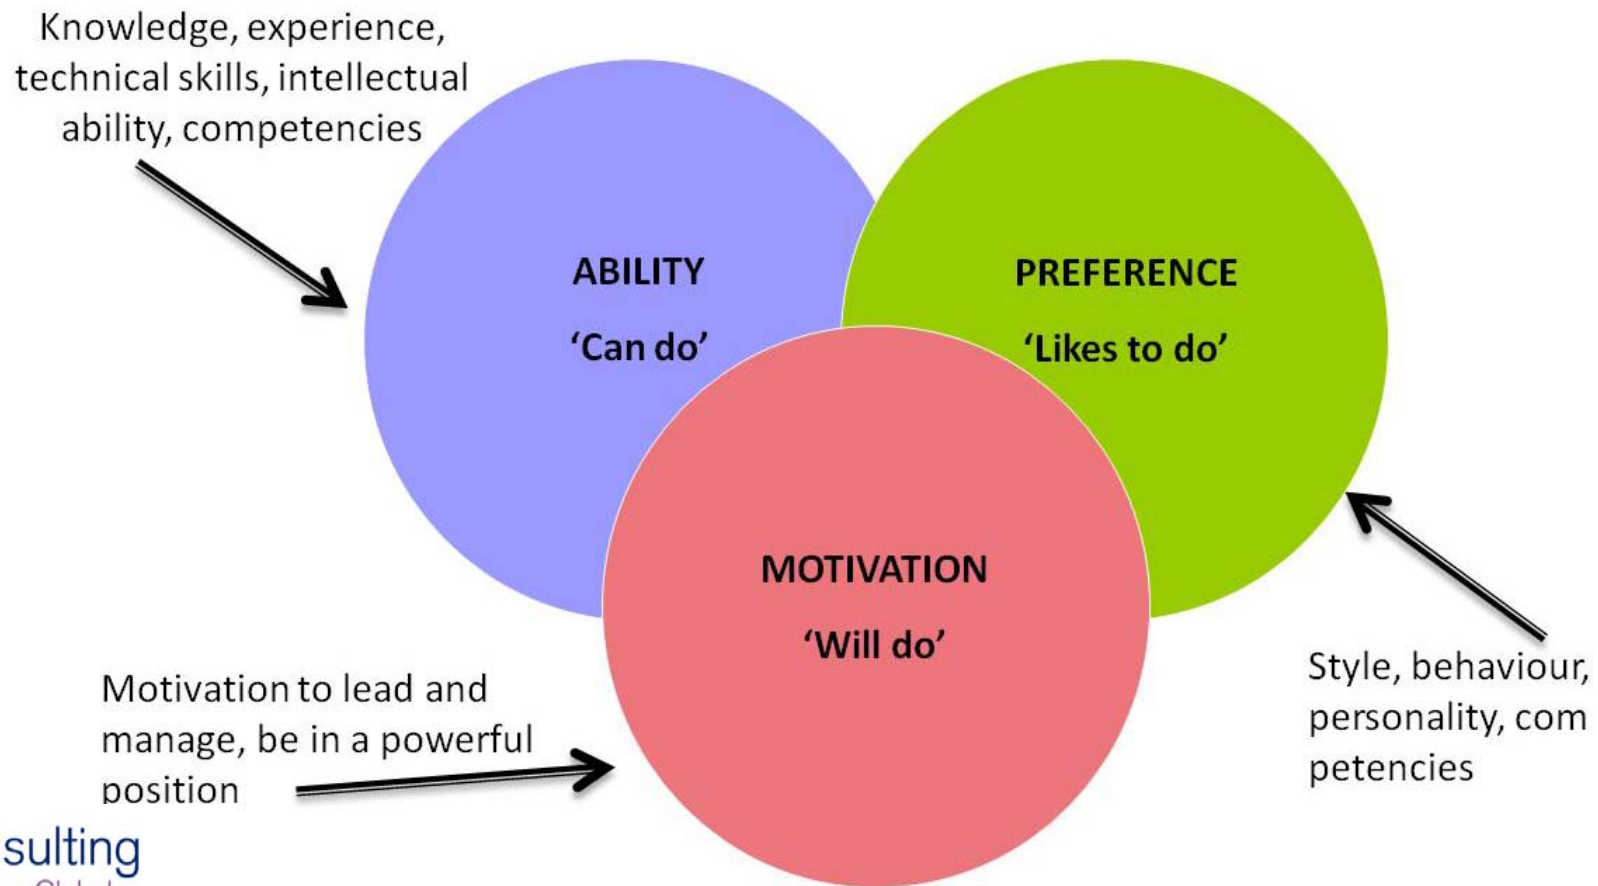 Knowledge, experience,
technical skills, intellectual
ability, competencies
ABILITY
‘Can do’
PREFERENCE
‘Likes to do’
MOTIVATION
‘Will do’
Motivation to lead and
manage, be in a powerful
position
Style, behaviour,
personality, com
petencies
sulting